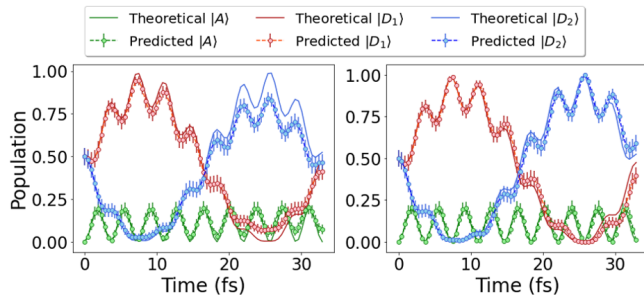 Theoretical |A⟩ Theoretical |D₁⟩ Theoretical |D₂⟩
Predicted |A⟩ Predicted |D₁⟩ Predicted |D₂⟩
Population
1.00
0.75
0.50
0.25
0.00
0 10 20 30
Time (fs)
1.00
0.75
0.50
0.25
0.00
0 10 20 30
Time (fs)